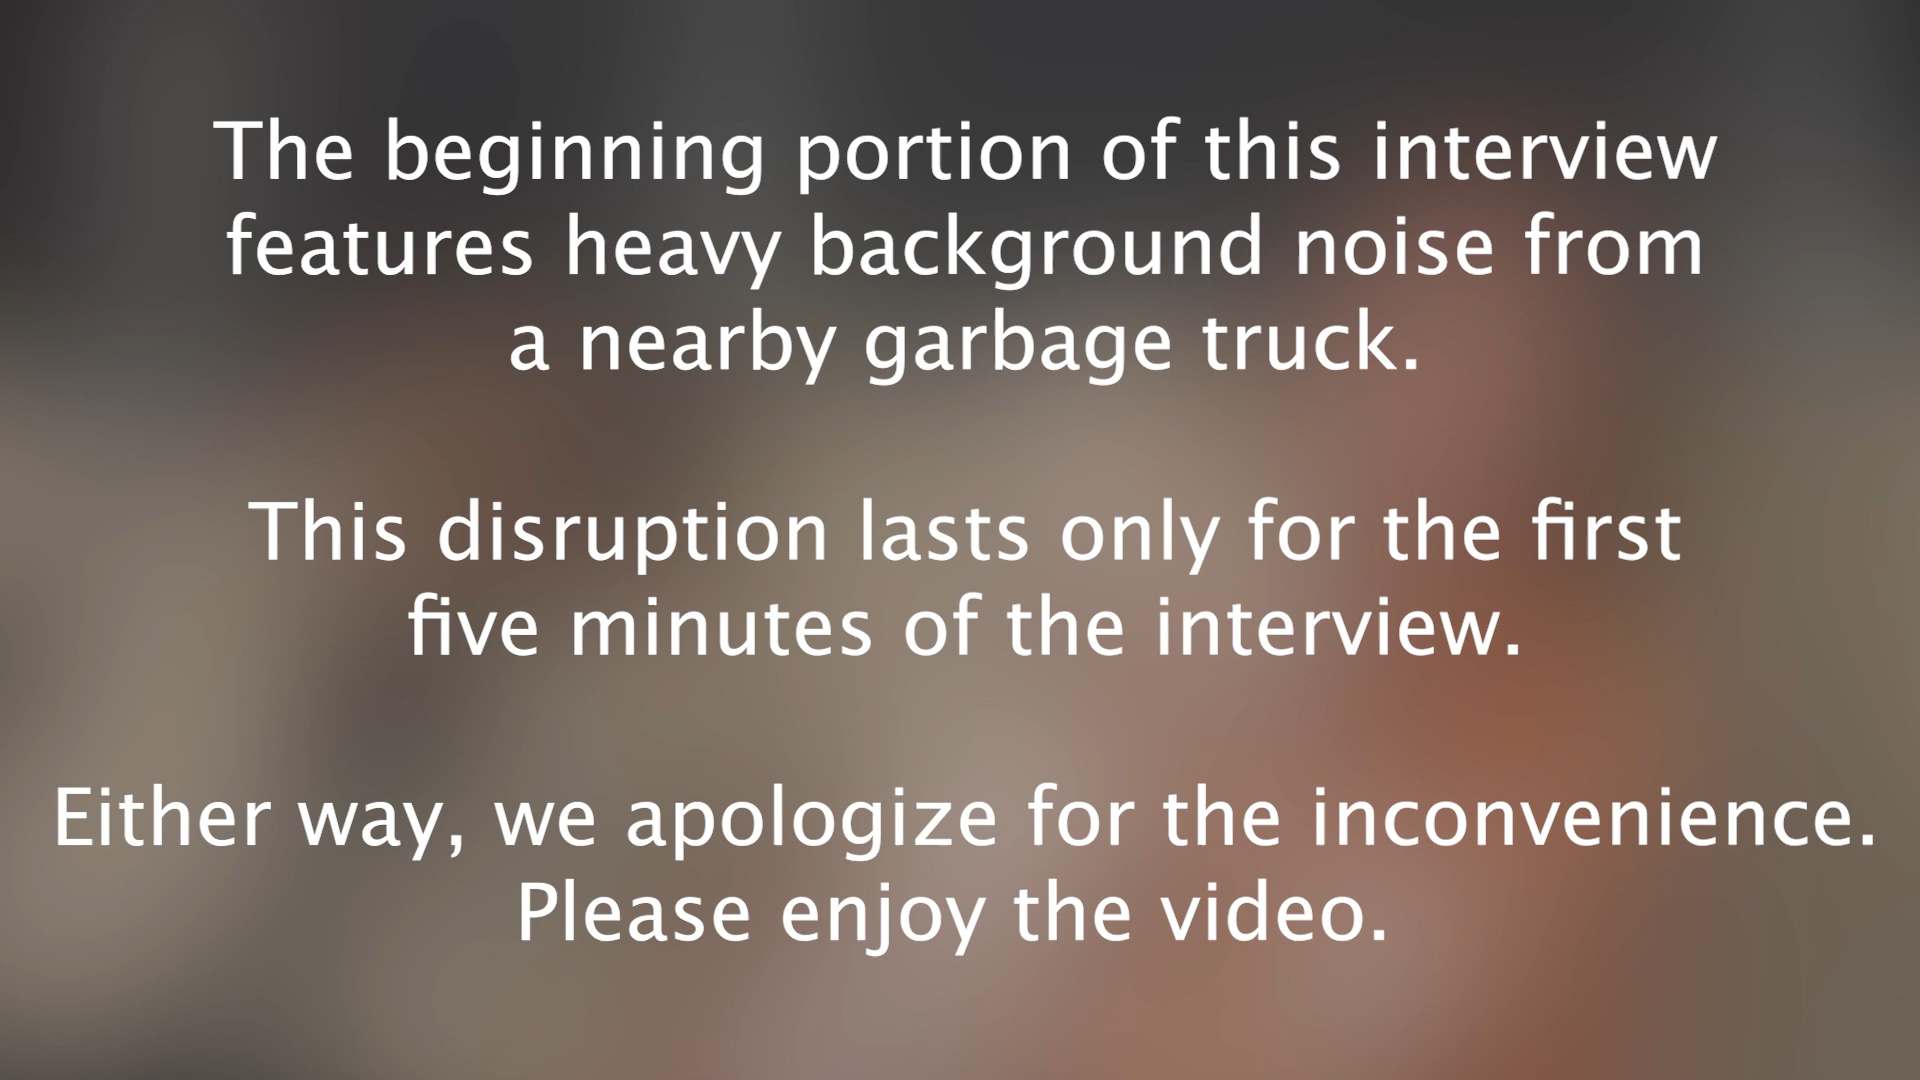 The beginning portion of this interview
features heavy background noise from
a nearby garbage truck.
This disruption lasts only for the first
five minutes of the interview.
Either way, we apologize for the inconvenience.
Please enjoy the video.